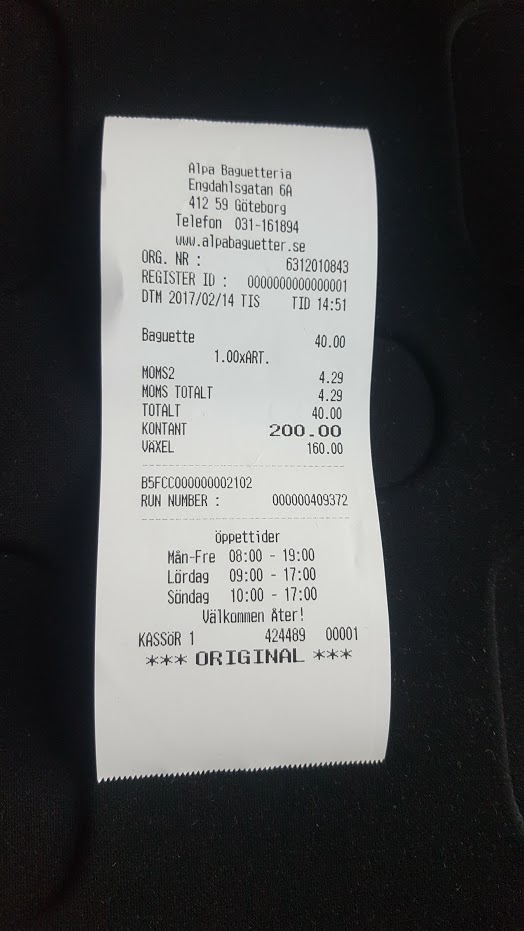 Alpa Baguetteria
Engdahlsgatan 6A
412 59 Göteborg
Telefon 031-161894
www.alpabaguetter.se
ORG. NR : 6312010843
REGISTER ID : 0000000000000001
DTM 2017/02/14 TIS TID 14:51
Baguette 40.00
1.00xART.
MOMS2 4.29
MOMS TOTALT 4.29
TOTALT 40.00
KONTANT 200.00
VAXEL 160.00
B5FCC000000002102
RUN NUMBER : 000000409372
öppettider
Mån-Fre 08:00 - 19:00
Lördag 09:00 - 17:00
Söndag 10:00 - 17:00
Välkommen Åter!
KASSÖR 1 424489 00001
*** ORIGINAL ***